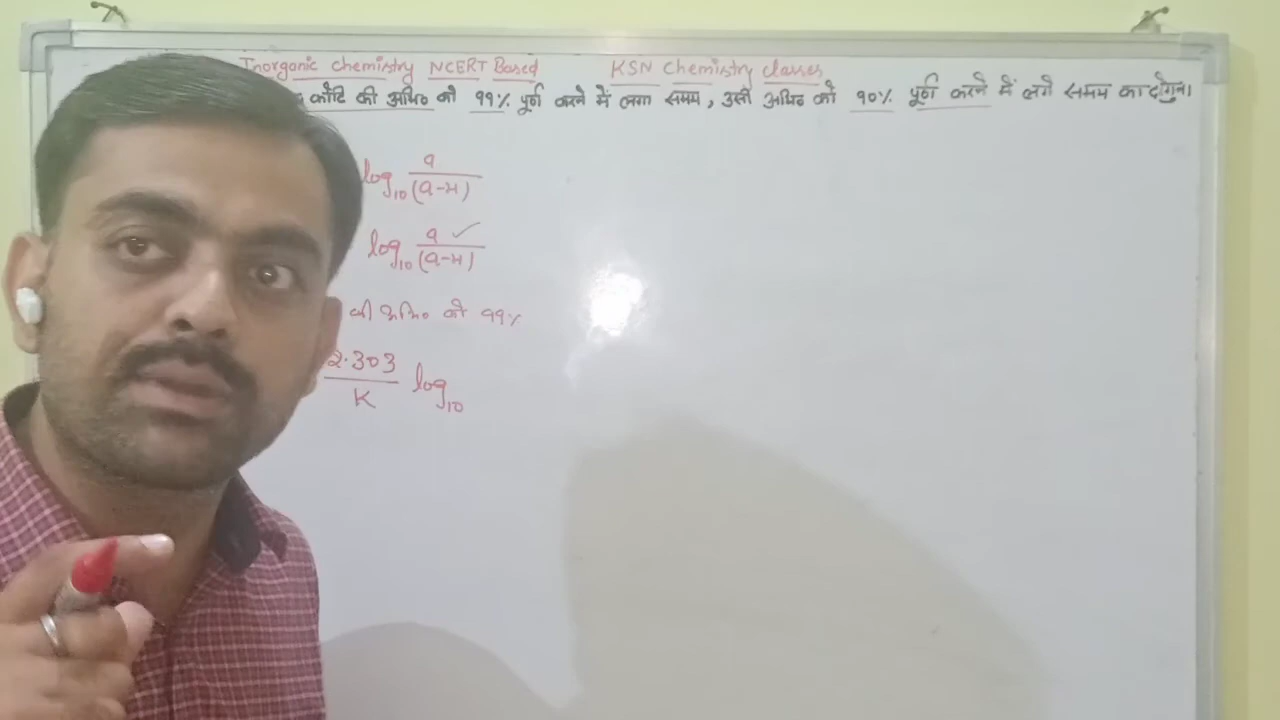 Inorganic chemistry NCERT Based KSN Chemistry classes
कोटि की अभि० को 99% पूर्ण करने में लगा समय, उसी अभि० को 90% पूर्ण करने में लगे समय का दोगुना
log₁₀ a/(a-x)
log₁₀ a/(a-x) ✓
की अभि० को 99%
2.303/K log₁₀